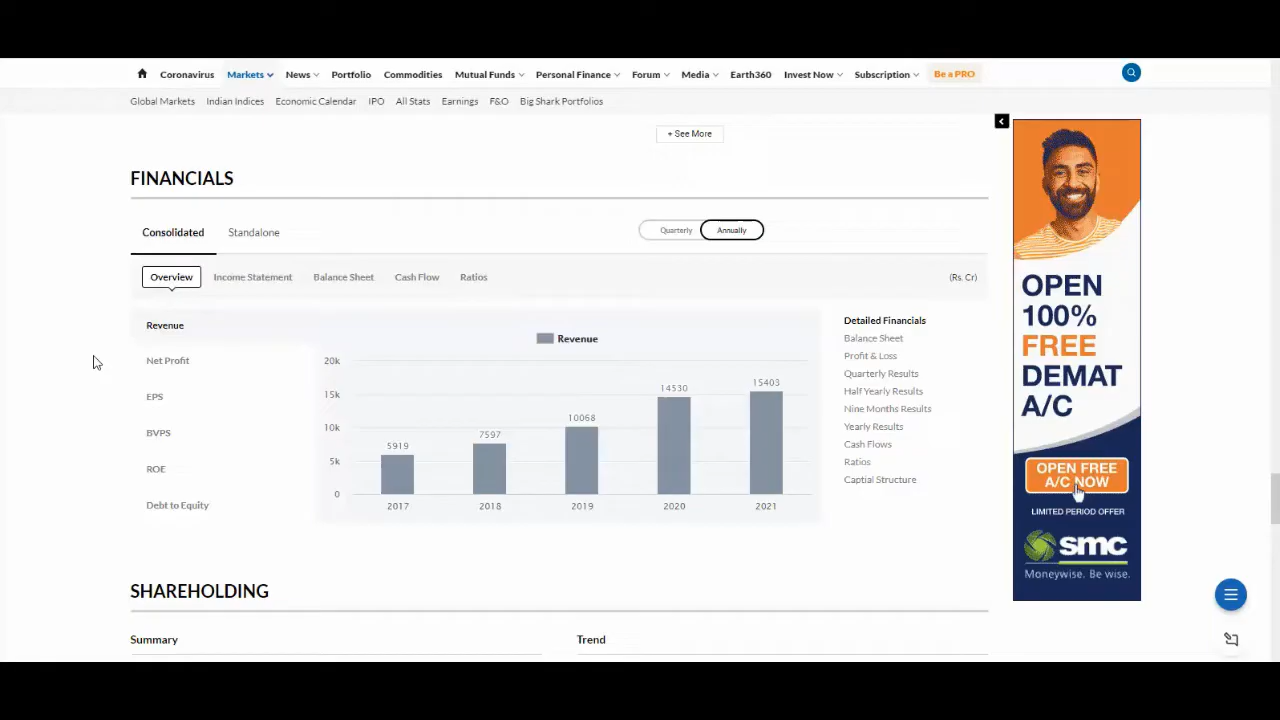 Coronavirus Markets News Portfolio Commodities Mutual Funds Personal Finance Forum Media Earth360 Invest Now Subscription Be a PRO
Global Markets Indian Indices Economic Calendar IPO All Stats Earnings F&O Big Shark Portfolios
+ See More
FINANCIALS
Consolidated Standalone
Quarterly Annually
Overview Income Statement Balance Sheet Cash Flow Ratios (Rs. Cr)
Revenue
Net Profit
EPS
BVPS
ROE
Debt to Equity
Revenue
20k
15k
10k
5k
0
5919
7597
10068
14530
15403
2017 2018 2019 2020 2021
Detailed Financials
Balance Sheet
Profit & Loss
Quarterly Results
Half Yearly Results
Nine Months Results
Yearly Results
Cash Flows
Ratios
Captial Structure
SHAREHOLDING
Summary Trend
OPEN
100%
FREE
DEMAT
A/C
OPEN FREE
A/C NOW
LIMITED PERIOD OFFER
smc
Moneywise. Be wise.